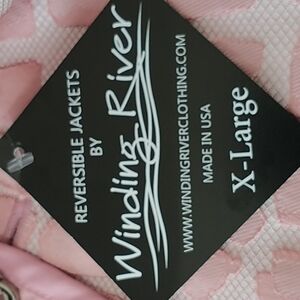 REVERSIBLE JACKETS
BY
Winding River
WWW.WINDINGRIVERCLOTHING.COM
MADE IN USA
X-Large